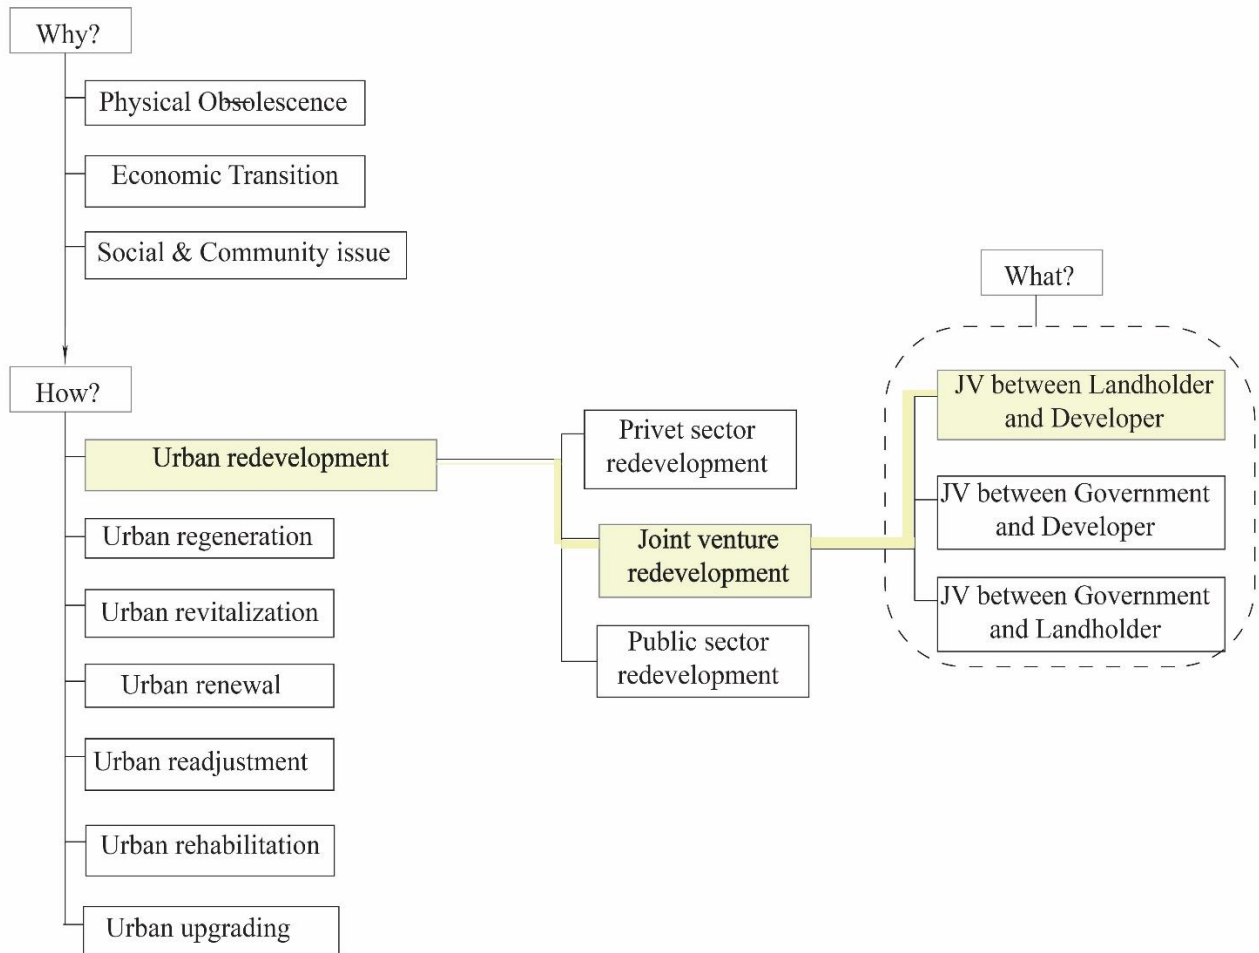 Why?
Physical Obsolescence
Economic Transition
Social & Community issue
How?
Urban redevelopment
Urban regeneration
Urban revitalization
Urban renewal
Urban readjustment
Urban rehabilitation
Urban upgrading
Privet sector
redevelopment
Joint venture
redevelopment
Public sector
redevelopment
What?
JV between Landholder
and Developer
JV between Government
and Developer
JV between Government
and Landholder